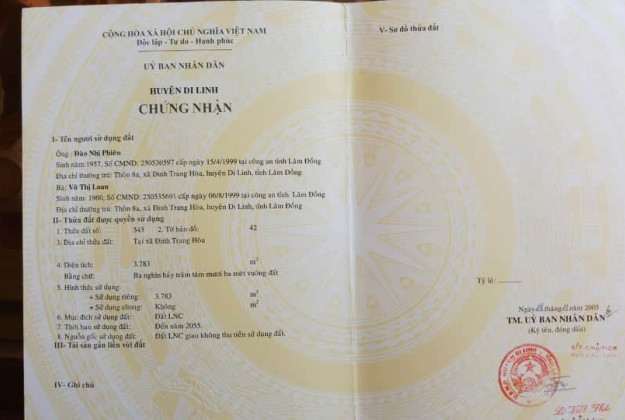 CỘNG HÒA XÃ HỘI CHỦ NGHĨA VIỆT NAM
Độc lập - Tự do - Hạnh phúc
UỶ BAN NHÂN DÂN
HUYỆN DI LINH
CHỨNG NHẬN
I- Tên người sử dụng đất
Ông : Đào Nhị Phiên
Sinh năm:1957, Số CMND: 250530597 cấp ngày 15/4/1999 tại công an tỉnh Lâm Đồng
Địa chỉ thường trú: Thôn 8a, xã Đinh Trang Hòa, huyện Di Linh, tỉnh Lâm Đồng
Bà: Võ Thị Loan
Sinh năm: 1960, Số CMND: 250535691 cấp ngày 06/8/1999 tại công an tỉnh Lâm Đồng
Địa chỉ thường trú: Thôn 8a, xã Đinh Trang Hòa, huyện Di Linh, tỉnh Lâm Đồng
II- Thửa đất được quyền sử dụng
1. Thửa đất số: 543 2. Tờ bản đồ: 42
3. Địa chỉ thửa đất: Tại xã Đinh Trang Hòa
4. Diện tích: 3.783 m²
Bằng chữ: Ba nghìn bảy trăm tám mươi ba mét vuông đất
5. Hình thức sử dụng:
+ Sử dụng riêng: 3.783 m²
+ Sử dụng chung: Không m²
6. Mục đích sử dụng đất: Đất LNC
7. Thời hạn sử dụng đất: Đến năm 2055.
8. Nguồn gốc sử dụng đất: Đất LNC giao không thu tiền sử dụng đất.
III- Tài sản gắn liền với đất
IV- Ghi chú
V- Sơ đồ thửa đất
Tỷ lệ: ............
Ngày tháng năm 2005
TM. UỶ BAN NHÂN DÂN
(Ký tên, đóng dấu)